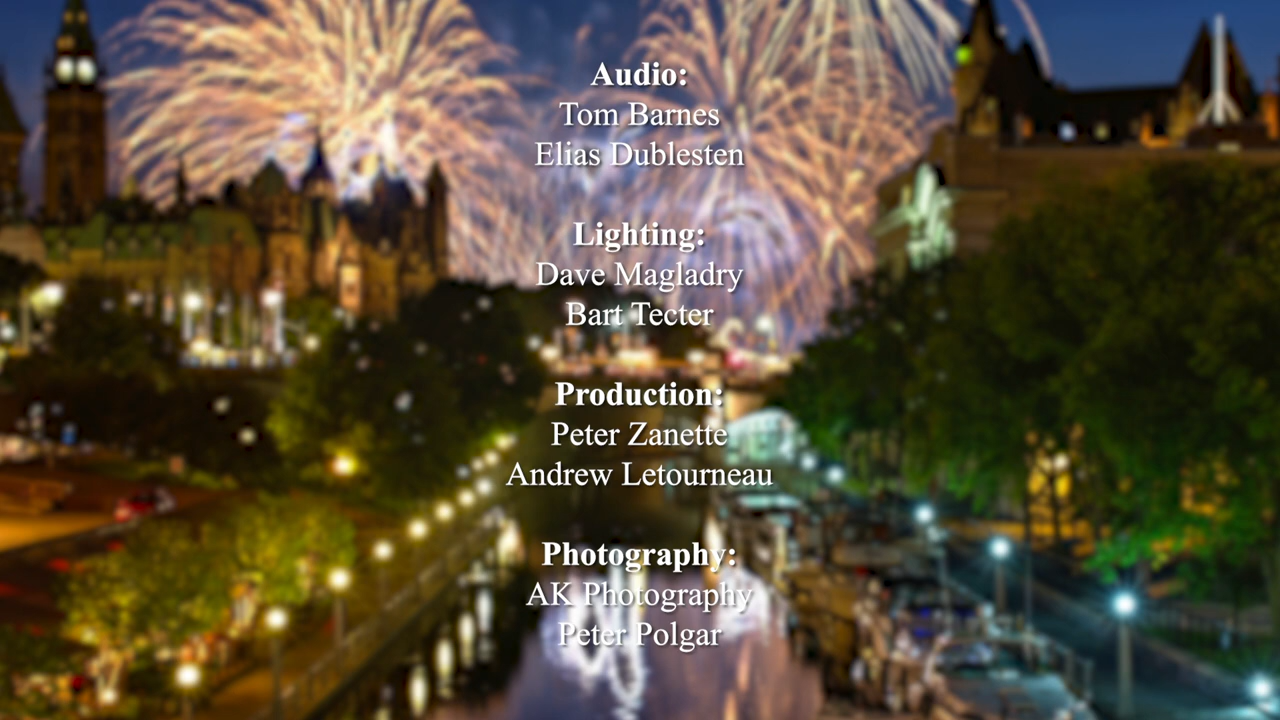 Audio:
Tom Barnes
Elias Dublesten
Lighting:
Dave Magladry
Bart Tecter
Production:
Peter Zanette
Andrew Letourneau
Photography:
AK Photography
Peter Polgar